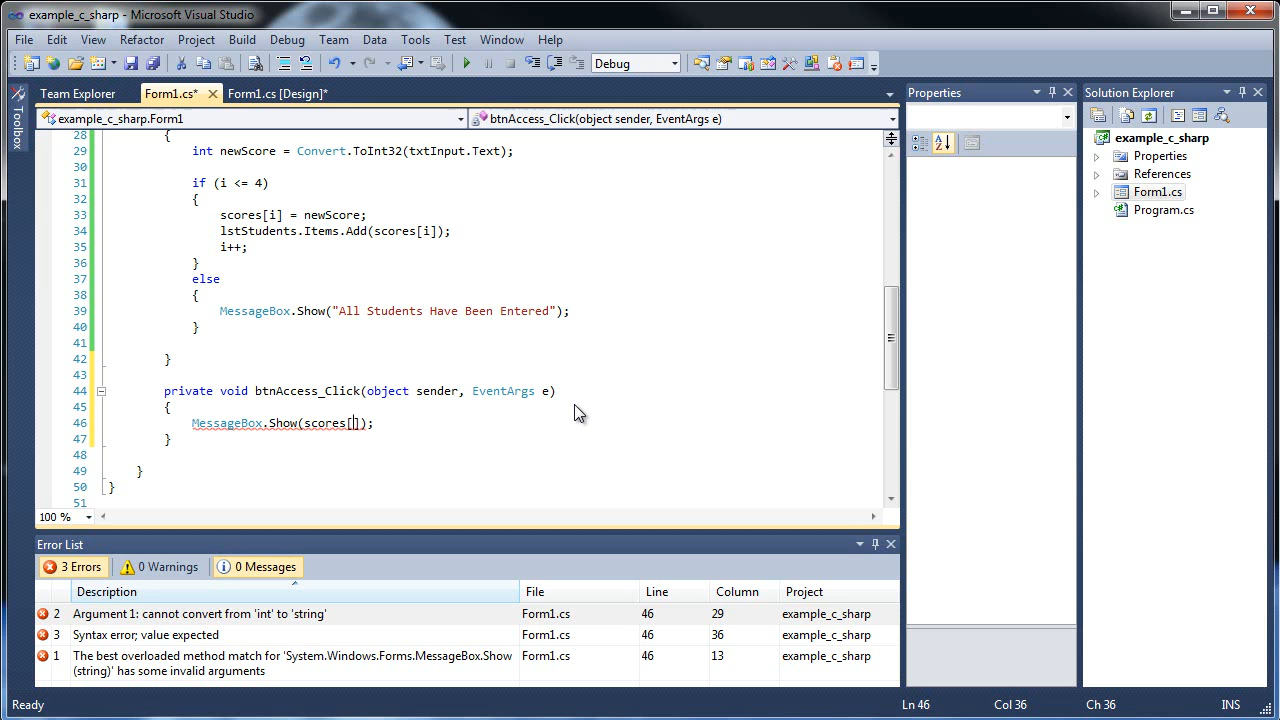 example_c_sharp - Microsoft Visual Studio
File Edit View Refactor Project Build Debug Team Data Tools Test Window Help
Debug
Toolbox
Team Explorer Form1.cs* Form1.cs [Design]*
example_c_sharp.Form1 btnAccess_Click(object sender, EventArgs e)
28 {
29 int newScore = Convert.ToInt32(txtInput.Text);
30
31 if (i <= 4)
32 {
33 scores[i] = newScore;
34 lstStudents.Items.Add(scores[i]);
35 i++;
36 }
37 else
38 {
39 MessageBox.Show("All Students Have Been Entered");
40 }
41
42 }
43
44 private void btnAccess_Click(object sender, EventArgs e)
45 {
46 MessageBox.Show(scores[]);
47 }
48
49 }
50 }
51
100 %
Properties
Solution Explorer
example_c_sharp
Properties
References
Form1.cs
Program.cs
Error List
3 Errors 0 Warnings 0 Messages
Description File Line Column Project
2 Argument 1: cannot convert from 'int' to 'string' Form1.cs 46 29 example_c_sharp
3 Syntax error; value expected Form1.cs 46 36 example_c_sharp
1 The best overloaded method match for 'System.Windows.Forms.MessageBox.Show Form1.cs 46 13 example_c_sharp
(string)' has some invalid arguments
Ready Ln 46 Col 36 Ch 36 INS